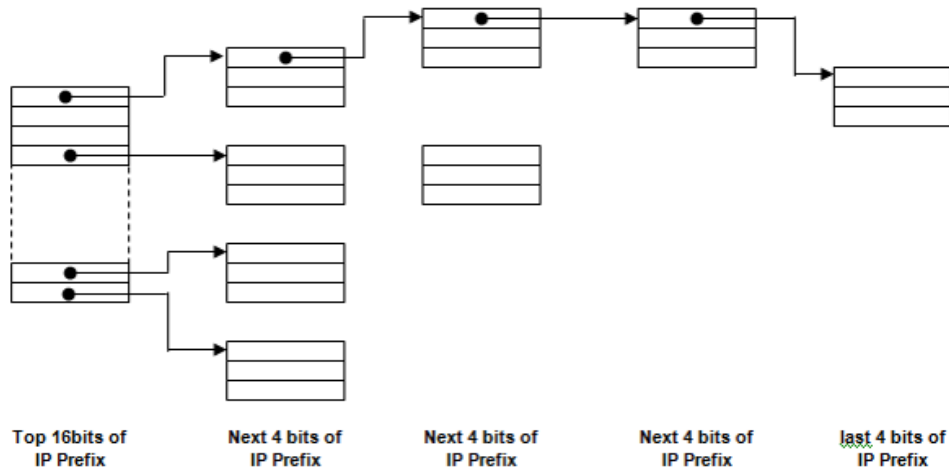 Top 16bits of
IP Prefix
Next 4 bits of
IP Prefix
Next 4 bits of
IP Prefix
Next 4 bits of
IP Prefix
last 4 bits of
IP Prefix